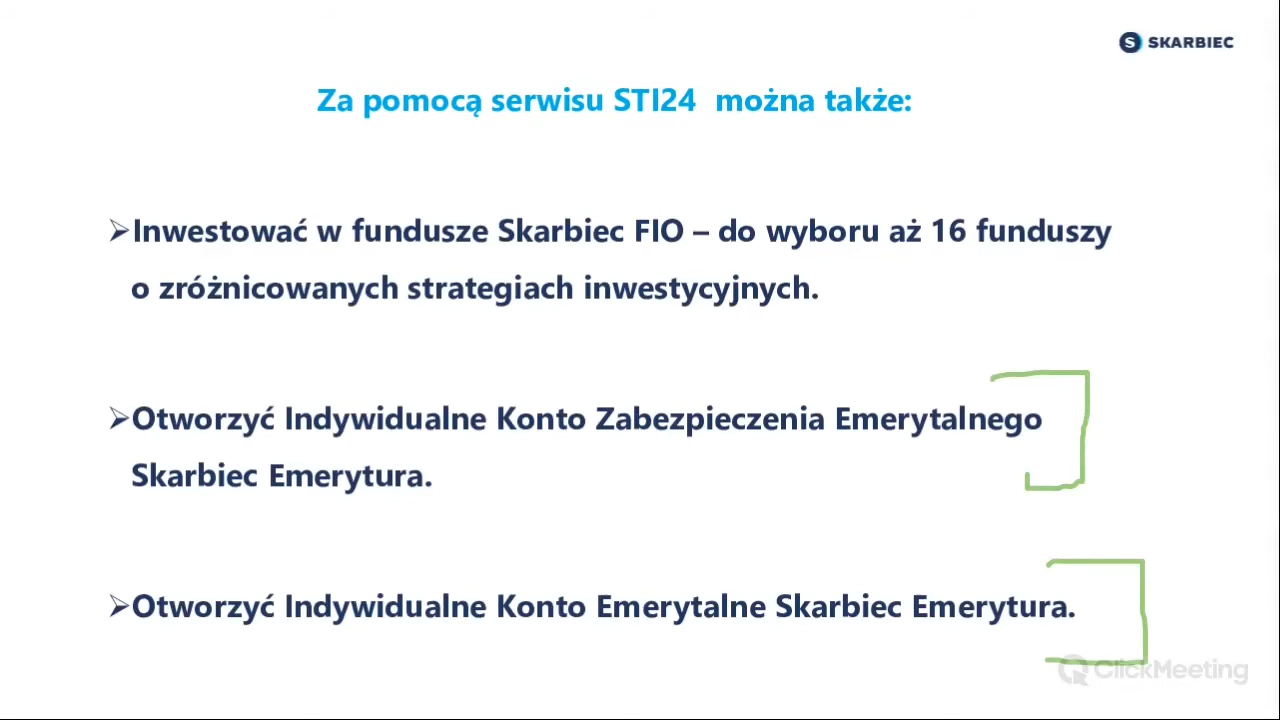 S SKARBIEC
Za pomocą serwisu STI24 można także:
➢Inwestować w fundusze Skarbiec FIO – do wyboru aż 16 funduszy
o zróżnicowanych strategiach inwestycyjnych.
➢Otworzyć Indywidualne Konto Zabezpieczenia Emerytalnego
Skarbiec Emerytura.
➢Otworzyć Indywidualne Konto Emerytalne Skarbiec Emerytura.
ClickMeeting